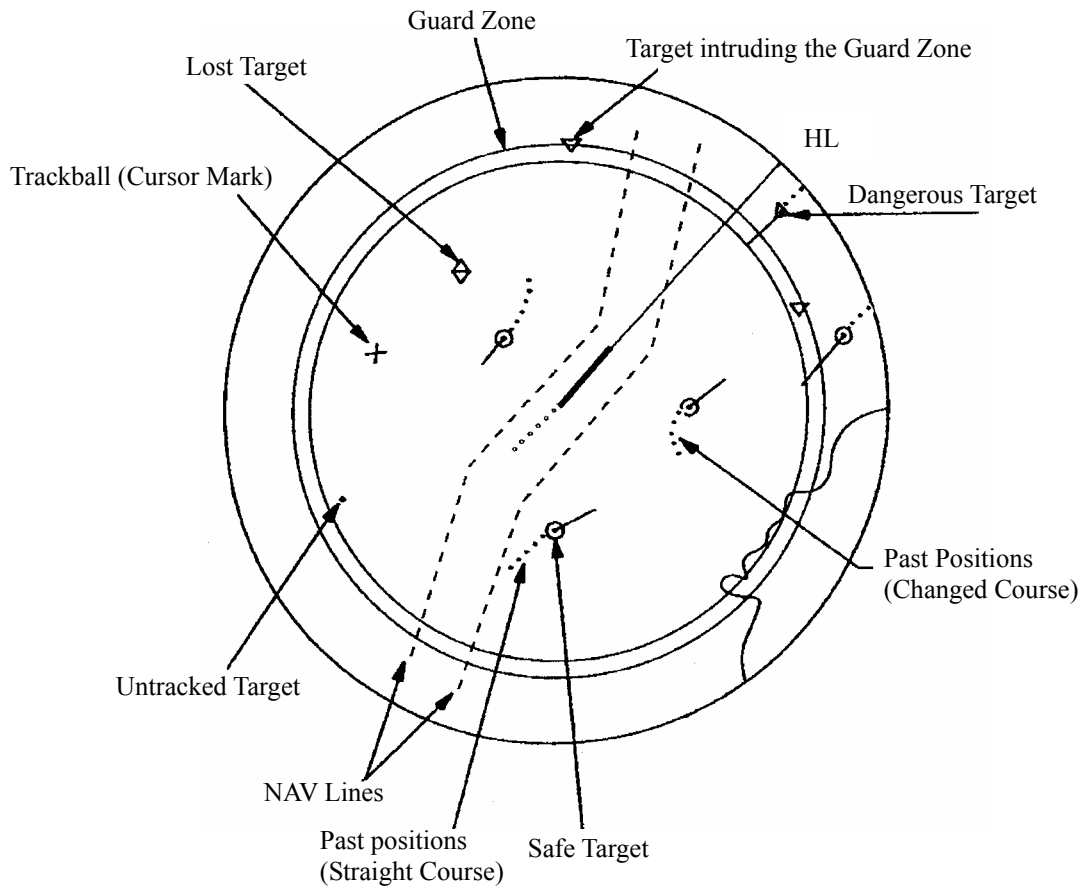 Guard Zone
Target intruding the Guard Zone
Lost Target
HL
Trackball (Cursor Mark)
Dangerous Target
Past Positions
(Changed Course)
Untracked Target
NAV Lines
Past positions
(Straight Course)
Safe Target